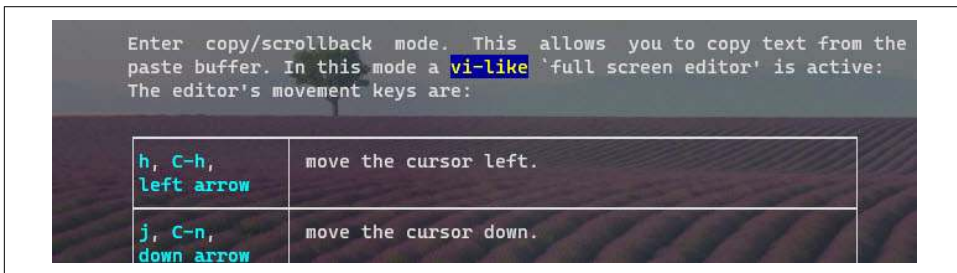 Enter copy/scrollback mode. This allows you to copy text from the
paste buffer. In this mode a vi-like `full screen editor' is active:
The editor's movement keys are:
h, C-h, move the cursor left.
left arrow
j, C-n, move the cursor down.
down arrow